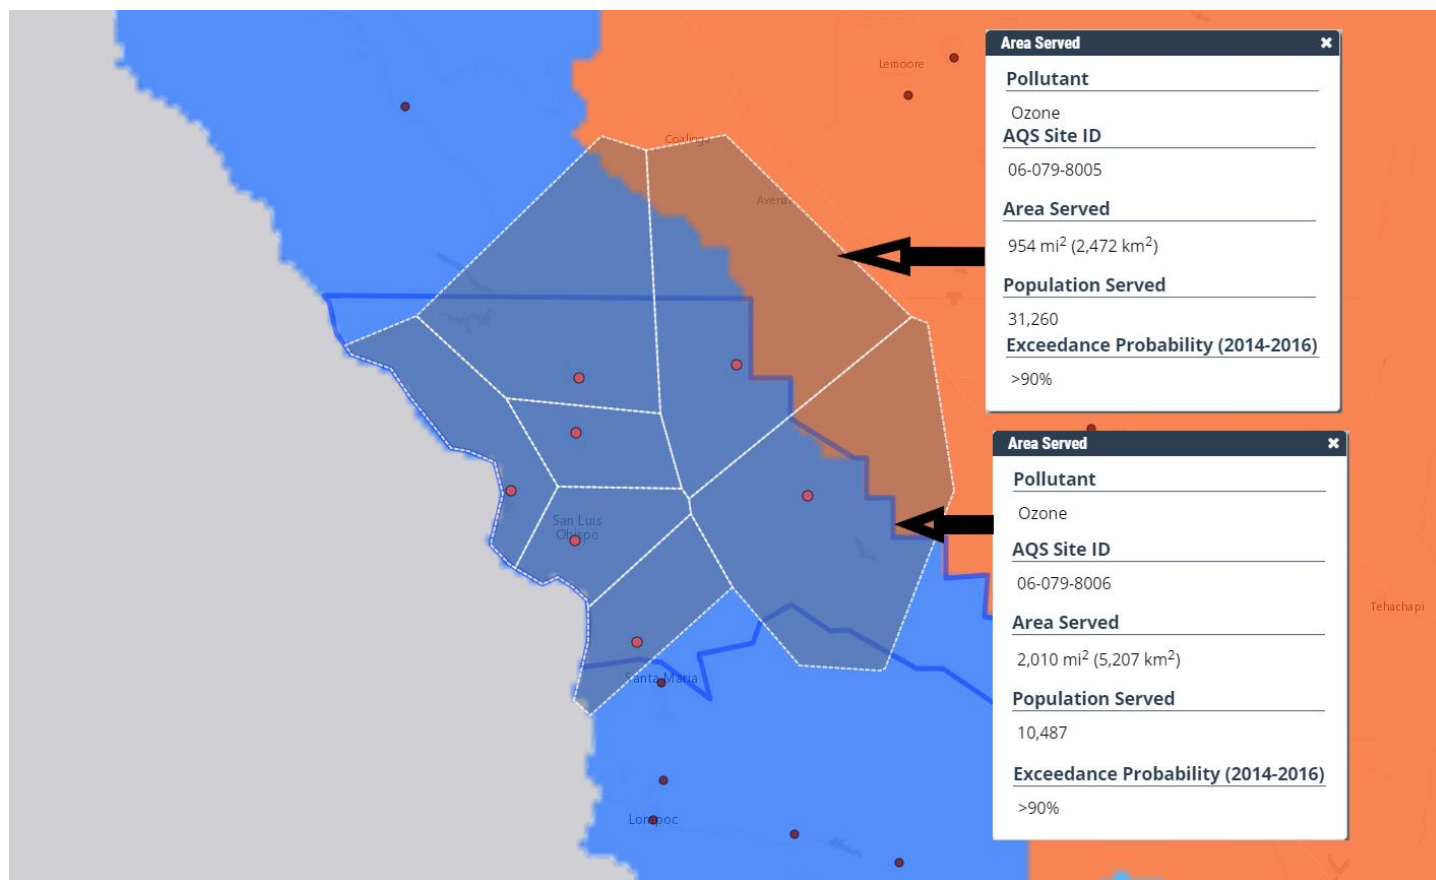 Lemoore
Coalinga
Avenal
San Luis
Obispo
Santa Maria
Lompoc
Tehachapi
Area Served ✖
Pollutant
Ozone
AQS Site ID
06-079-8005
Area Served
954 mi² (2,472 km²)
Population Served
31,260
Exceedance Probability (2014-2016)
>90%
Area Served ✖
Pollutant
Ozone
AQS Site ID
06-079-8006
Area Served
2,010 mi² (5,207 km²)
Population Served
10,487
Exceedance Probability (2014-2016)
>90%